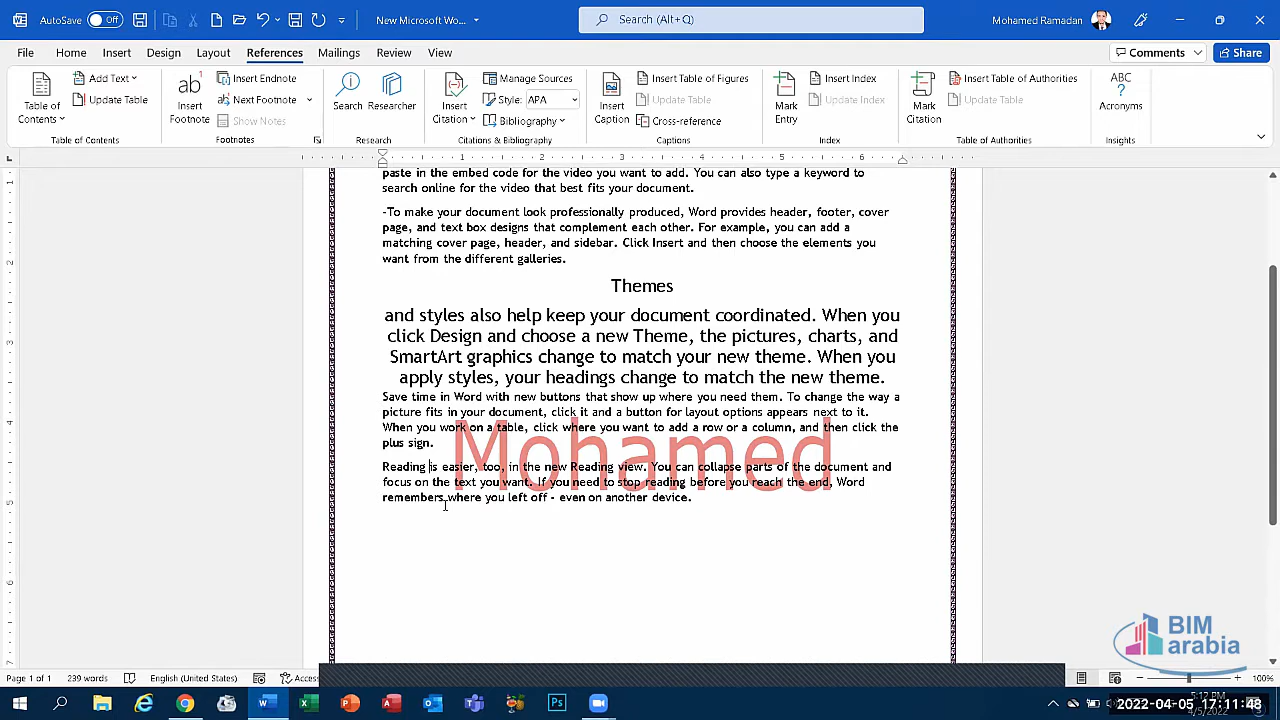 AutoSave Off New Microsoft Wo... Search (Alt+Q) Mohamed Ramadan
File Home Insert Design Layout References Mailings Review View Comments Share
Table of Contents Add Text Update Table
Table of Contents
Insert Footnote Insert Endnote Next Footnote Show Notes
Footnotes
Search Researcher
Research
Insert Citation Manage Sources Style: APA Bibliography
Citations & Bibliography
Insert Caption Insert Table of Figures Update Table Cross-reference
Captions
Mark Entry Insert Index Update Index
Index
Mark Citation Insert Table of Authorities Update Table
Table of Authorities
Acronyms
Insights
1 2 3 4 5 6
paste in the embed code for the video you want to add. You can also type a keyword to
search online for the video that best fits your document.
-To make your document look professionally produced, Word provides header, footer, cover
page, and text box designs that complement each other. For example, you can add a
matching cover page, header, and sidebar. Click Insert and then choose the elements you
want from the different galleries.
Themes
and styles also help keep your document coordinated. When you
click Design and choose a new Theme, the pictures, charts, and
SmartArt graphics change to match your new theme. When you
apply styles, your headings change to match the new theme.
Save time in Word with new buttons that show up where you need them. To change the way a
picture fits in your document, click it and a button for layout options appears next to it.
When you work on a table, click where you want to add a row or a column, and then click the
plus sign.
Mohamed
Reading is easier, too, in the new Reading view. You can collapse parts of the document and
focus on the text you want. If you need to stop reading before you reach the end, Word
remembers where you left off - even on another device.
BIM
arabia
Page 1 of 1 239 words English (United States) Access 100%
5:12 PM
4/5/2022
2022-04-05 17:11:48